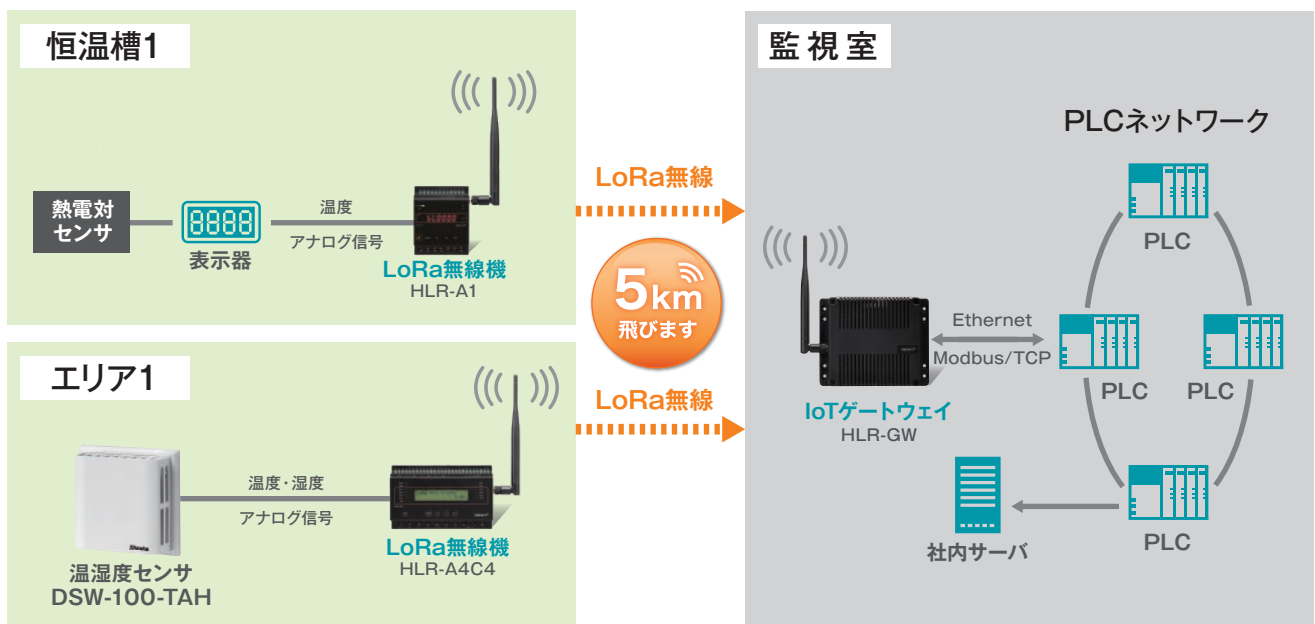 恒温槽1
熱電対
センサ
8888
表示器
温度
アナログ信号
LoRa無線機
HLR-A1
エリア1
温湿度センサ
DSW-100-TAH
温度・湿度
アナログ信号
LoRa無線機
HLR-A4C4
LoRa無線
5km
飛びます
LoRa無線
監視室
IoTゲートウェイ
HLR-GW
Ethernet
Modbus/TCP
PLCネットワーク
PLC
PLC
PLC
PLC
社内サーバ